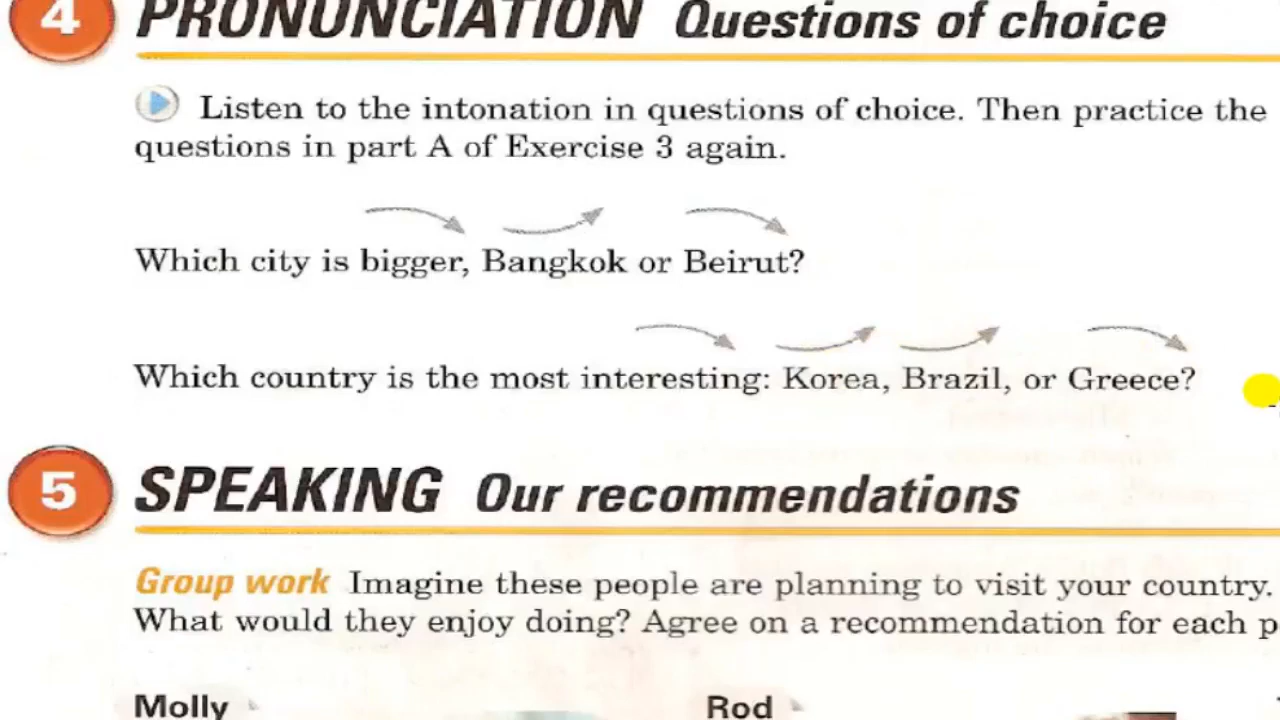 4 PRONUNCIATION Questions of choice
Listen to the intonation in questions of choice. Then practice the
questions in part A of Exercise 3 again.
Which city is bigger, Bangkok or Beirut?
Which country is the most interesting: Korea, Brazil, or Greece?
5 SPEAKING Our recommendations
Group work Imagine these people are planning to visit your country.
What would they enjoy doing? Agree on a recommendation for each p
Molly
Rod